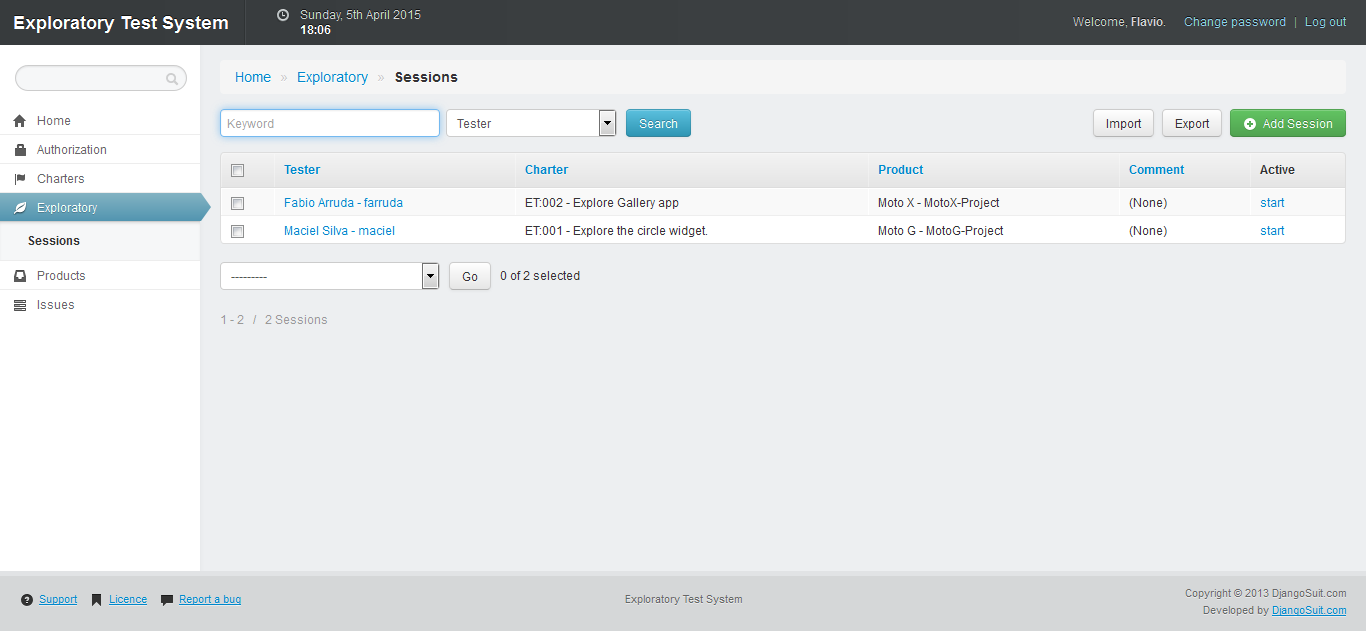 Exploratory Test System
Sunday, 5th April 2015
18:06
Welcome, Flavio. Change password | Log out
Home » Exploratory » Sessions
Keyword Tester Search Import Export Add Session
Home
Authorization
Charters
Exploratory
Sessions
Products
Issues
Tester Charter Product Comment Active
Fabio Arruda - farruda ET:002 - Explore Gallery app Moto X - MotoX-Project (None) start
Maciel Silva - maciel ET:001 - Explore the circle widget. Moto G - MotoG-Project (None) start
--------- Go 0 of 2 selected
1 - 2 / 2 Sessions
Support Licence Report a bug
Exploratory Test System
Copyright © 2013 DjangoSuit.com
Developed by DjangoSuit.com